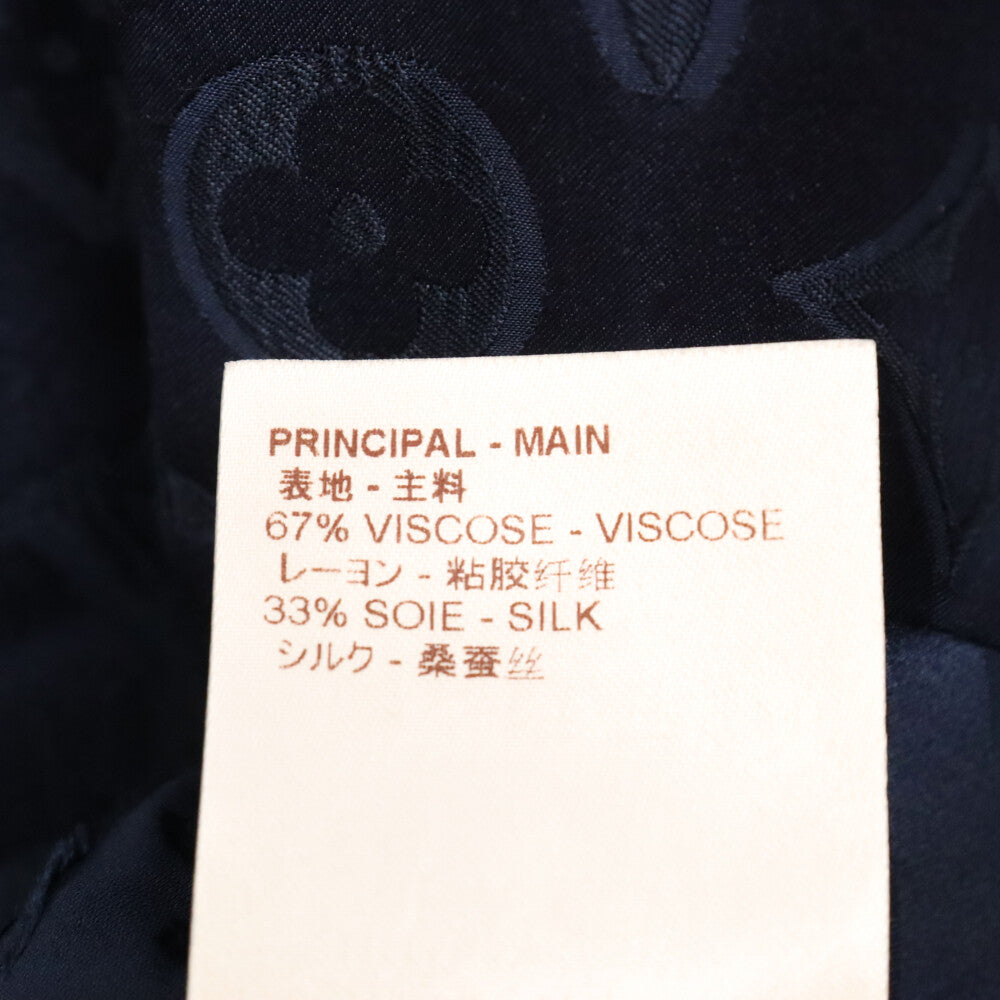 PRINCIPAL - MAIN
表地 - 主料
67% VISCOSE - VISCOSE
レーヨン - 粘胶纤维
33% SOIE - SILK
シルク - 桑蚕丝